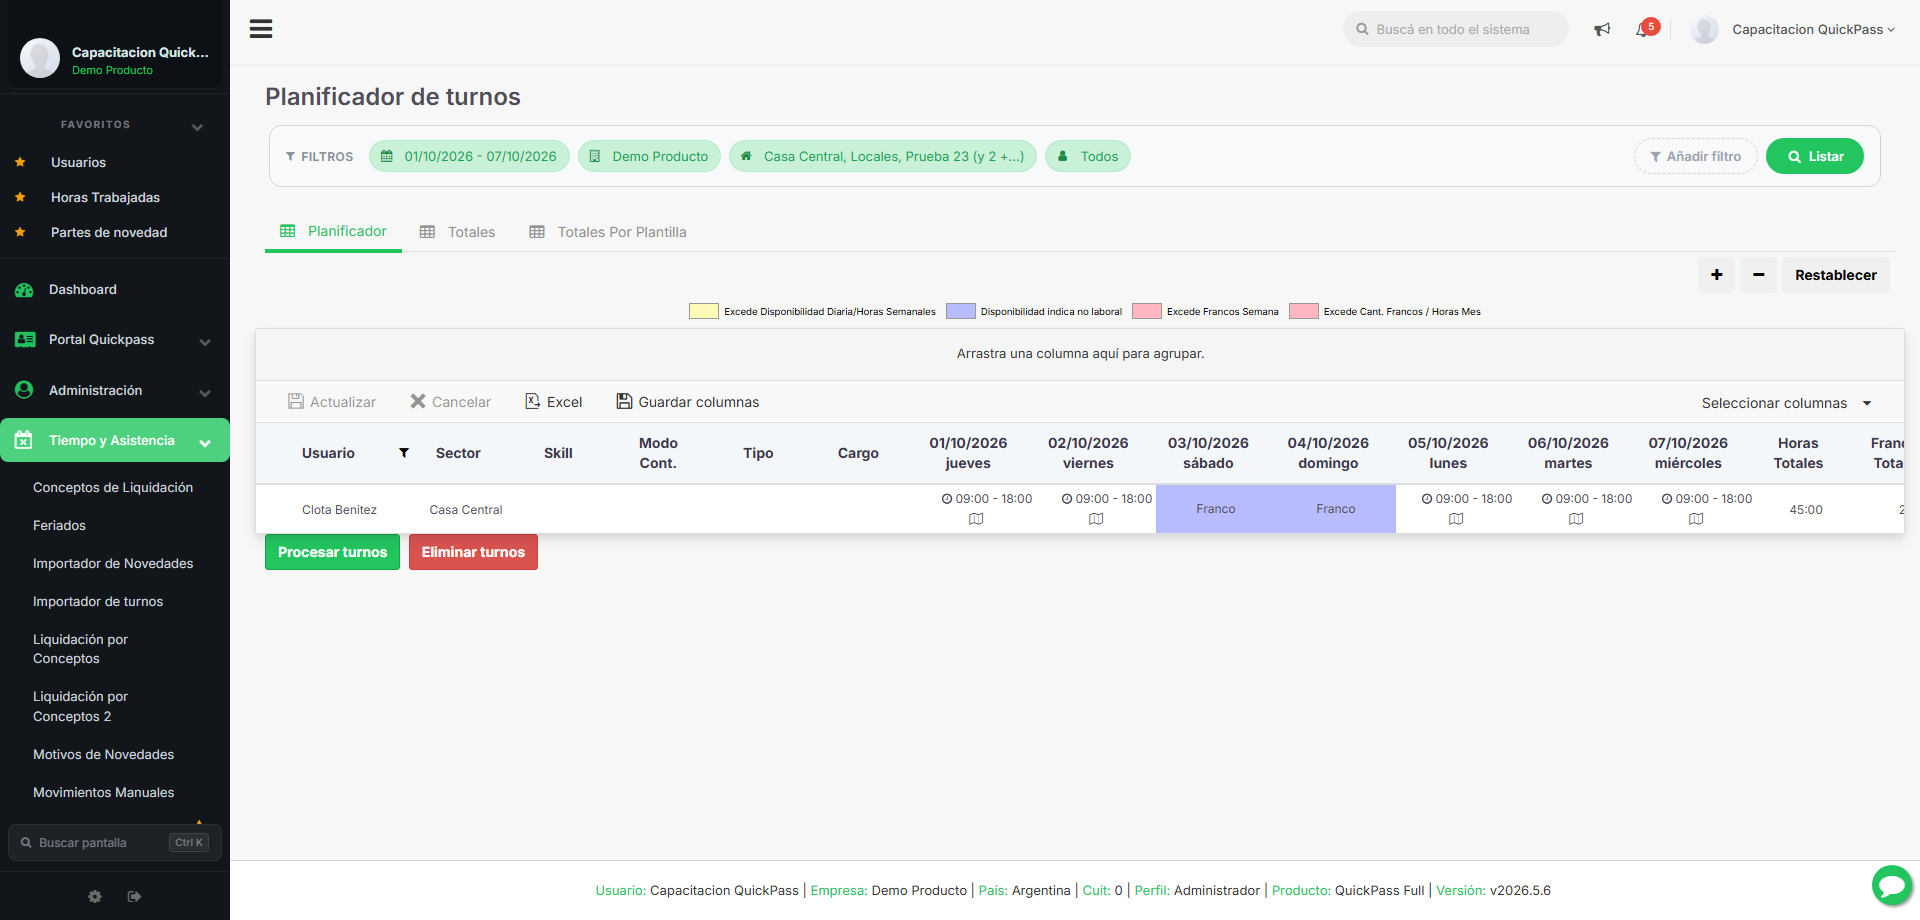 Capacitacion Quick...
Demo Producto
FAVORITOS
Usuarios
Horas Trabajadas
Partes de novedad
Dashboard
Portal Quickpass
Administración
Tiempo y Asistencia
Conceptos de Liquidación
Feriados
Importador de Novedades
Importador de turnos
Liquidación por
Conceptos
Liquidación por
Conceptos 2
Motivos de Novedades
Movimientos Manuales
Buscar pantalla Ctrl K
Buscá en todo el sistema 5 Capacitacion QuickPass
Planificador de turnos
FILTROS 01/10/2026 - 07/10/2026 Demo Producto Casa Central, Locales, Prueba 23 (y 2 +...) Todos Añadir filtro Listar
Planificador Totales Totales Por Plantilla
+ − Restablecer
Excede Disponibilidad Diaria/Horas Semanales Disponibilidad indica no laboral Excede Francos Semana Excede Cant. Francos / Horas Mes
Arrastra una columna aquí para agrupar.
Actualizar Cancelar Excel Guardar columnas Seleccionar columnas
Usuario Sector Skill Modo Cont. Tipo Cargo 01/10/2026 jueves 02/10/2026 viernes 03/10/2026 sábado 04/10/2026 domingo 05/10/2026 lunes 06/10/2026 martes 07/10/2026 miércoles Horas Totales Franc Tota
Clota Benitez Casa Central 09:00 - 18:00 09:00 - 18:00 Franco Franco 09:00 - 18:00 09:00 - 18:00 09:00 - 18:00 45:00 2
Procesar turnos Eliminar turnos
Usuario: Capacitacion QuickPass | Empresa: Demo Producto | País: Argentina | Cuit: 0 | Perfil: Administrador | Producto: QuickPass Full | Versión: v2026.5.6